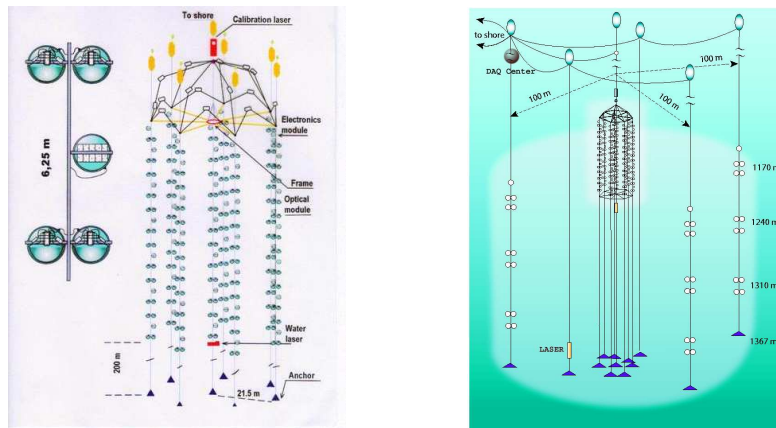 To shore
Calibration laser
6,25 m
Electronics
module
Frame
Optical
module
Water
laser
200 m
Anchor
21.5 m
to shore
DAQ Center
100 m
100 m
100 m
1170 m
1240 m
1310 m
1367 m
LASER